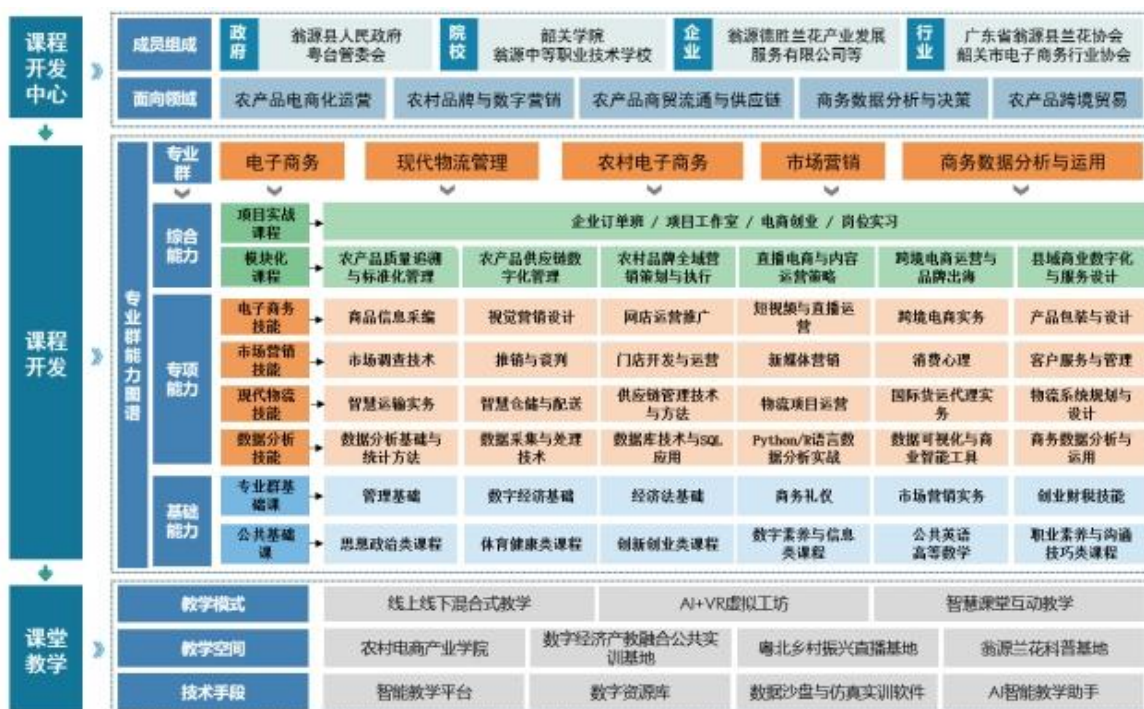 课程
开发
中心
成员组成
政府
翁源县人民政府
粤台管委会
院校
韶关学院
翁源中等职业技术学校
企业
翁源德胜兰花产业发展
服务有限公司等
行业
广东省翁源县兰花协会
韶关市电子商务行业协会
面向领域
农产品电商化运营
农村品牌与数字营销
农产品商贸流通与供应链
商务数据分析与决策
农产品跨境贸易
课程
开发
专业群能力图谱
专业
群
电子商务
现代物流管理
农村电子商务
市场营销
商务数据分析与运用
综合
能力
项目实战
课程
企业订单班 / 项目工作室 / 电商创业 / 岗位实习
模块化
课程
农产品质量追溯
与标准化管理
农产品供应链数
字化管理
农村品牌全域营
销策划与执行
直播电商与内容
运营策略
跨境电商运营与
品牌出海
县域商业数字化
与服务设计
专项
能力
电子商务
技能
商品信息采编
视觉营销设计
网店运营推广
短视频与直播运
营
跨境电商实务
产品包装与设计
市场营销
技能
市场调查技术
推销与谈判
门店开发与运营
新媒体营销
消费心理
客户服务与管理
现代物流
技能
智慧运输实务
智慧仓储与配送
供应链管理技术
与方法
物流项目运营
国际货运代理实
务
物流系统规划与
设计
数据分析
技能
数据分析基础与
统计方法
数据采集与处理
技术
数据库技术与SQL
应用
Python/R语言数
据分析实战
数据可视化与商
业智能工具
商务数据分析与
运用
基础
能力
专业群基
础课
管理基础
数字经济基础
经济法基础
商务礼仪
市场营销实务
创业财税技能
公共基础
课
思想政治类课程
体育健康类课程
创新创业类课程
数字素养与信息
类课程
公共英语
高等数学
职业素养与沟通
技巧类课程
课堂
教学
教学模式
线上线下混合式教学
AI+VR虚拟工坊
智慧课堂互动教学
教学空间
农村电商产业学院
数字经济产教融合公共实
训基地
粤北乡村振兴直播基地
翁源兰花科普基地
技术手段
智能教学平台
数字资源库
数据沙盘与仿真实训软件
AI智能教学助手